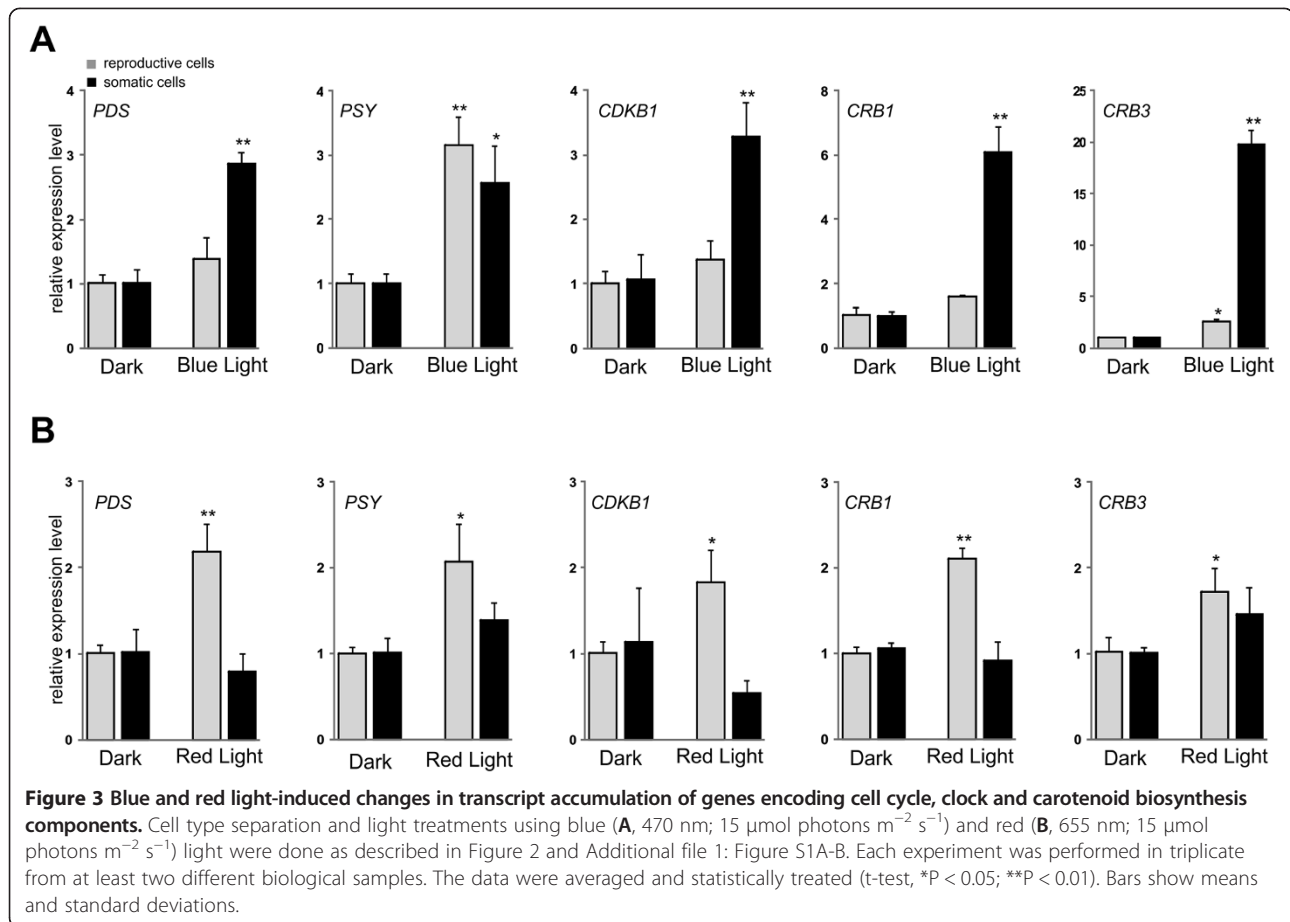 A
reproductive cells
somatic cells
relative expression level
4
3
2
1
0
PDS
**
Dark Blue Light
4
3
2
1
0
PSY
**
*
Dark Blue Light
4
3
2
1
0
CDKB1
**
Dark Blue Light
8
6
4
2
0
CRB1
**
Dark Blue Light
25
20
15
10
5
0
CRB3
*
**
Dark Blue Light
B
relative expression level
3
2
1
0
PDS
**
Dark Red Light
3
2
1
0
PSY
*
Dark Red Light
3
2
1
0
CDKB1
*
Dark Red Light
3
2
1
0
CRB1
**
Dark Red Light
3
2
1
0
CRB3
*
Dark Red Light
Figure 3 Blue and red light-induced changes in transcript accumulation of genes encoding cell cycle, clock and carotenoid biosynthesis
components. Cell type separation and light treatments using blue (A, 470 nm; 15 μmol photons m⁻² s⁻¹) and red (B, 655 nm; 15 μmol
photons m⁻² s⁻¹) light were done as described in Figure 2 and Additional file 1: Figure S1A-B. Each experiment was performed in triplicate
from at least two different biological samples. The data were averaged and statistically treated (t-test, *P < 0.05; **P < 0.01). Bars show means
and standard deviations.